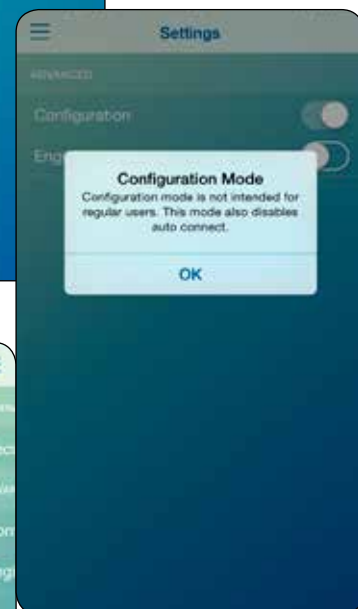 Settings
ADVANCED
Configuration
Eng
Configuration Mode
Configuration mode is not intended for
regular users. This mode also disables
auto connect.
OK